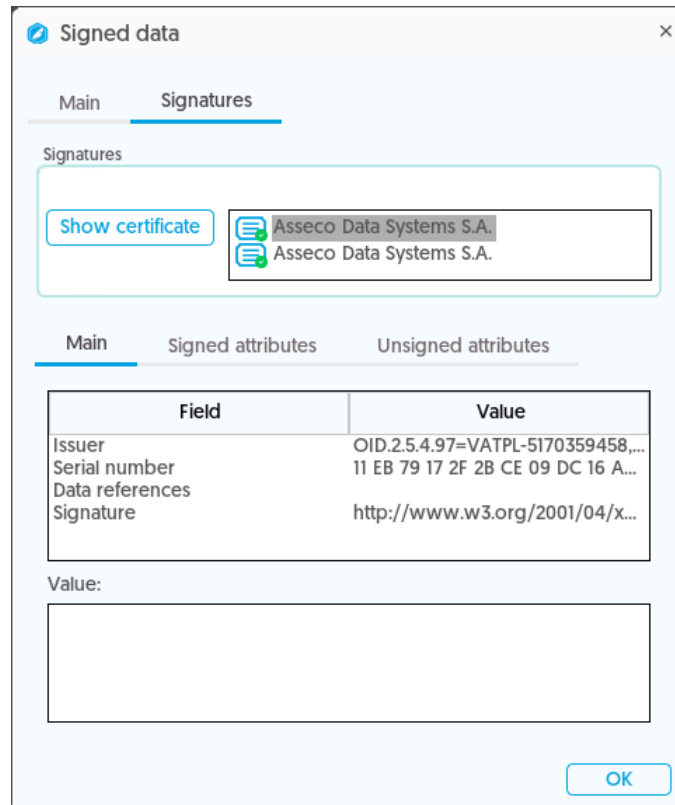 Signed data
Main Signatures
Signatures
Show certificate
Asseco Data Systems S.A.
Asseco Data Systems S.A.
Main Signed attributes Unsigned attributes
Field Value
Issuer OID.2.5.4.97=VATPL-5170359458,...
Serial number 11 EB 79 17 2F 2B CE 09 DC 16 A...
Data references
Signature http://www.w3.org/2001/04/x...
Value:
OK